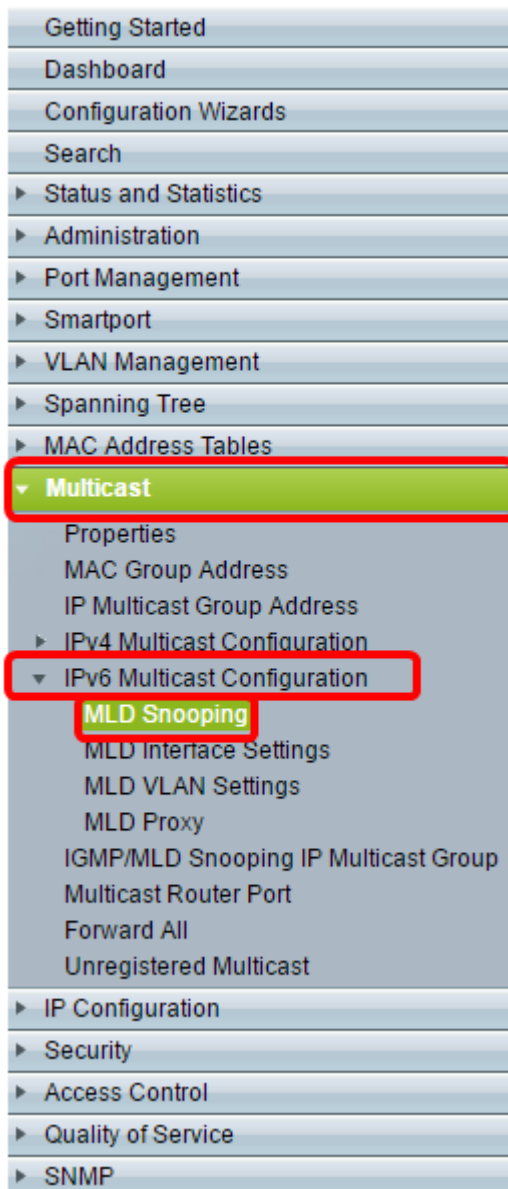 Getting Started
Dashboard
Configuration Wizards
Search
Status and Statistics
Administration
Port Management
Smartport
VLAN Management
Spanning Tree
MAC Address Tables
Multicast
Properties
MAC Group Address
IP Multicast Group Address
IPv4 Multicast Configuration
IPv6 Multicast Configuration
MLD Snooping
MLD Interface Settings
MLD VLAN Settings
MLD Proxy
IGMP/MLD Snooping IP Multicast Group
Multicast Router Port
Forward All
Unregistered Multicast
IP Configuration
Security
Access Control
Quality of Service
SNMP